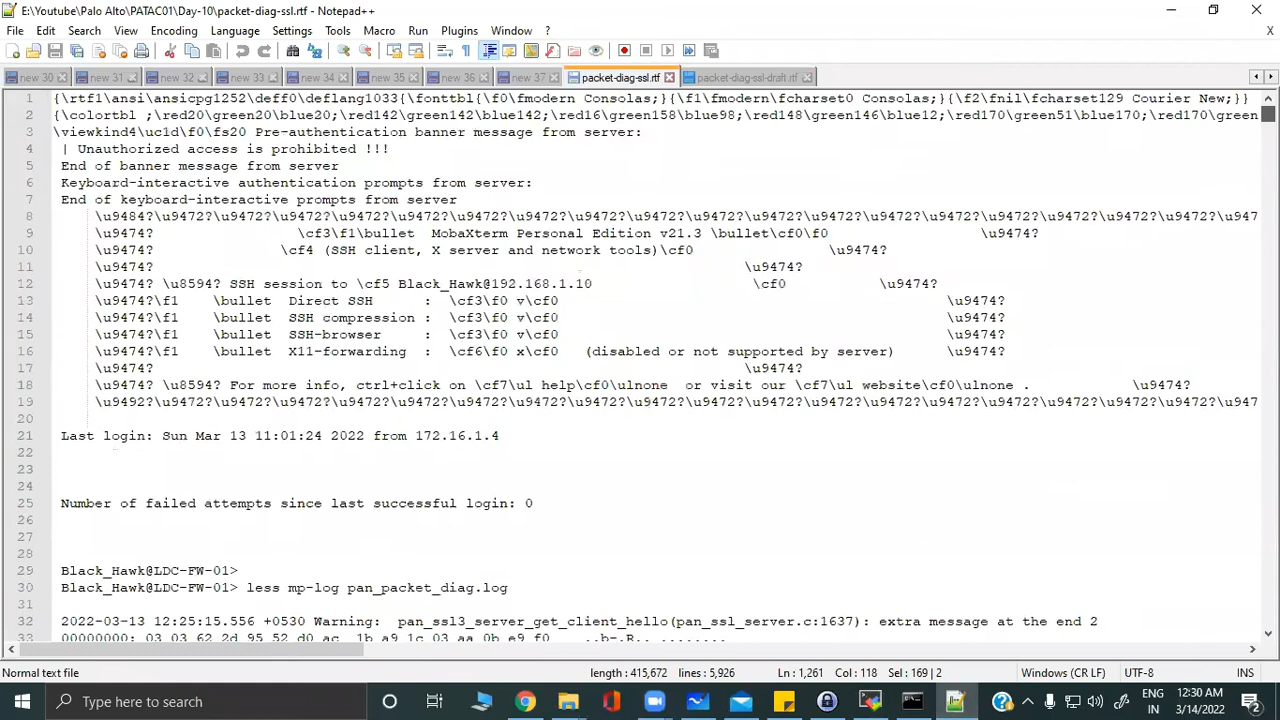 E:\Youtube\Palo Alto\PATAC01\Day-10\packet-diag-ssl.rtf - Notepad++
File Edit Search View Encoding Language Settings Tools Macro Run Plugins Window ? X
new 30 new 31 new 32 new 33 new 34 new 35 new 36 new 37 packet-diag-ssl.rtf packet-diag-ssl-draft.rtf
1 {\rtf1\ansi\ansicpg1252\deff0\deflang1033{\fonttbl{\f0\fmodern Consolas;}{\f1\fmodern\fcharset0 Consolas;}{\f2\fnil\fcharset129 Courier New;}}
2 {\colortbl ;\red20\green20\blue20;\red142\green142\blue142;\red16\green158\blue98;\red148\green146\blue12;\red170\green51\blue170;\red170\green
3 \viewkind4\uc1d\f0\fs20 Pre-authentication banner message from server:
4 | Unauthorized access is prohibited !!!
5 End of banner message from server
6 Keyboard-interactive authentication prompts from server:
7 End of keyboard-interactive prompts from server
8 \u9484?\u9472?\u9472?\u9472?\u9472?\u9472?\u9472?\u9472?\u9472?\u9472?\u9472?\u9472?\u9472?\u9472?\u9472?\u9472?\u9472?\u9472?\u9472?\u947
9 \u9474? \cf3\f1\bullet MobaXterm Personal Edition v21.3 \bullet\cf0\f0 \u9474?
10 \u9474? \cf4 (SSH client, X server and network tools)\cf0 \u9474?
11 \u9474? \u9474?
12 \u9474? \u8594? SSH session to \cf5 Black_Hawk@192.168.1.10 \cf0 \u9474?
13 \u9474?\f1 \bullet Direct SSH : \cf3\f0 v\cf0 \u9474?
14 \u9474?\f1 \bullet SSH compression : \cf3\f0 v\cf0 \u9474?
15 \u9474?\f1 \bullet SSH-browser : \cf3\f0 v\cf0 \u9474?
16 \u9474?\f1 \bullet X11-forwarding : \cf6\f0 x\cf0 (disabled or not supported by server) \u9474?
17 \u9474? \u9474?
18 \u9474? \u8594? For more info, ctrl+click on \cf7\ul help\cf0\ulnone or visit our \cf7\ul website\cf0\ulnone . \u9474?
19 \u9492?\u9472?\u9472?\u9472?\u9472?\u9472?\u9472?\u9472?\u9472?\u9472?\u9472?\u9472?\u9472?\u9472?\u9472?\u9472?\u9472?\u9472?\u9472?\u947
20
21 Last login: Sun Mar 13 11:01:24 2022 from 172.16.1.4
22
23
24
25 Number of failed attempts since last successful login: 0
26
27
28
29 Black_Hawk@LDC-FW-01>
30 Black_Hawk@LDC-FW-01> less mp-log pan_packet_diag.log
31
32 2022-03-13 12:25:15.556 +0530 Warning: pan_ssl3_server_get_client_hello(pan_ssl_server.c:1637): extra message at the end 2
33 00000000: 03 03 62 2d 95 52 d0 ac 1b a9 1c 03 aa 0b e9 f0 ..b-.R.. ........
Normal text file length : 415,672 lines : 5,926 Ln : 1,261 Col : 118 Sel : 169 | 2 Windows (CR LF) UTF-8 INS
Type here to search ENG 12:30 AM
IN 3/14/2022 2